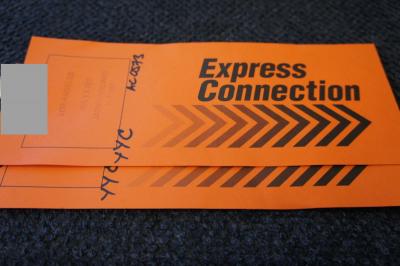 Express
Connection
AC0573
YYC
YYC